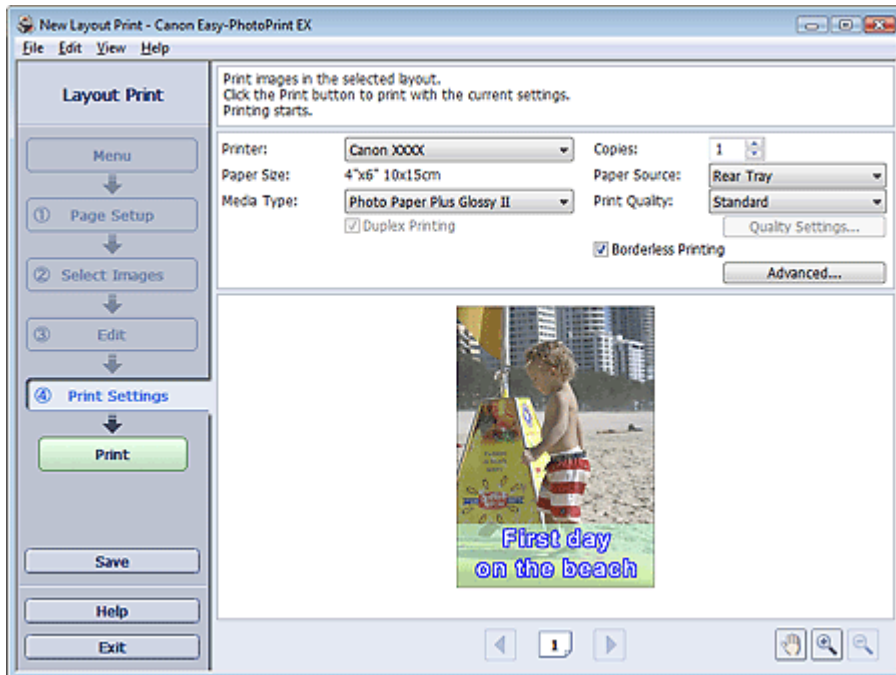 New Layout Print - Canon Easy-PhotoPrint EX
File Edit View Help
Layout Print
Menu
① Page Setup
② Select Images
③ Edit
④ Print Settings
Print
Save
Help
Exit
Print images in the selected layout.
Click the Print button to print with the current settings.
Printing starts.
Printer: Canon XXXX Copies: 1
Paper Size: 4"x6" 10x15cm Paper Source: Rear Tray
Media Type: Photo Paper Plus Glossy II Print Quality: Standard
Duplex Printing Quality Settings...
Borderless Printing
Advanced...
First day
on the beach
1